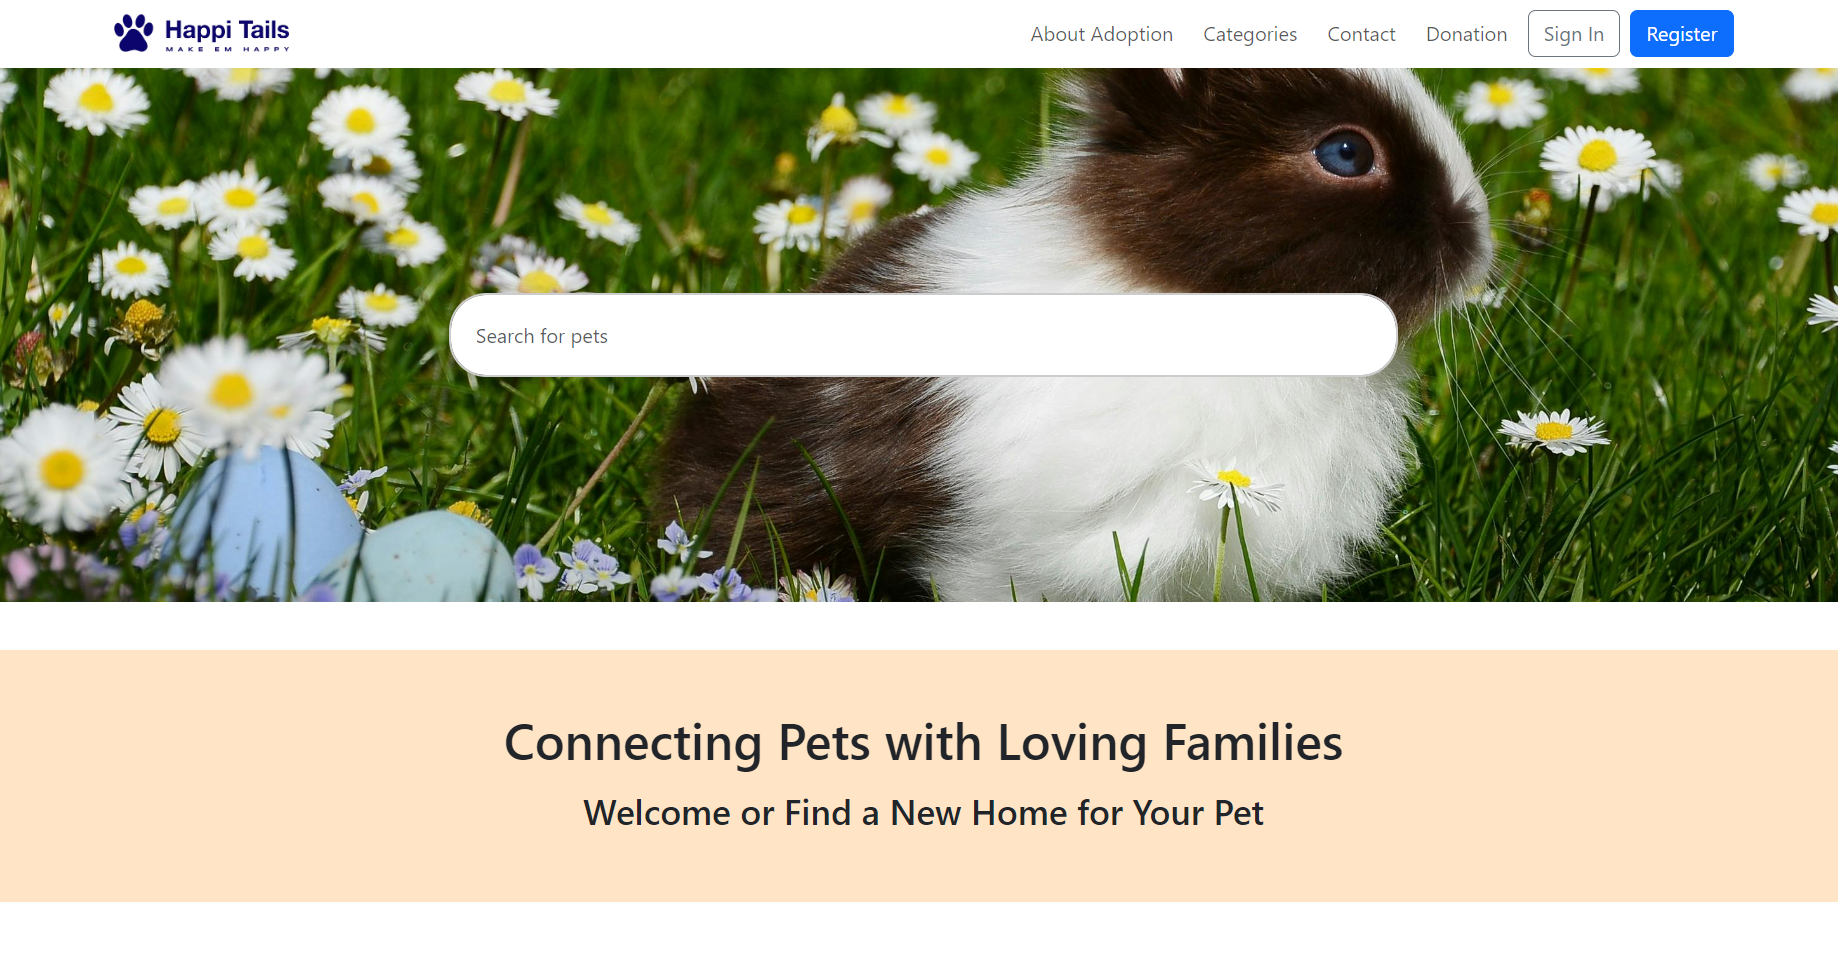 Happi Tails
MAKE EM HAPPY
About Adoption
Categories
Contact
Donation
Sign In
Register
Search for pets
Connecting Pets with Loving Families
Welcome or Find a New Home for Your Pet